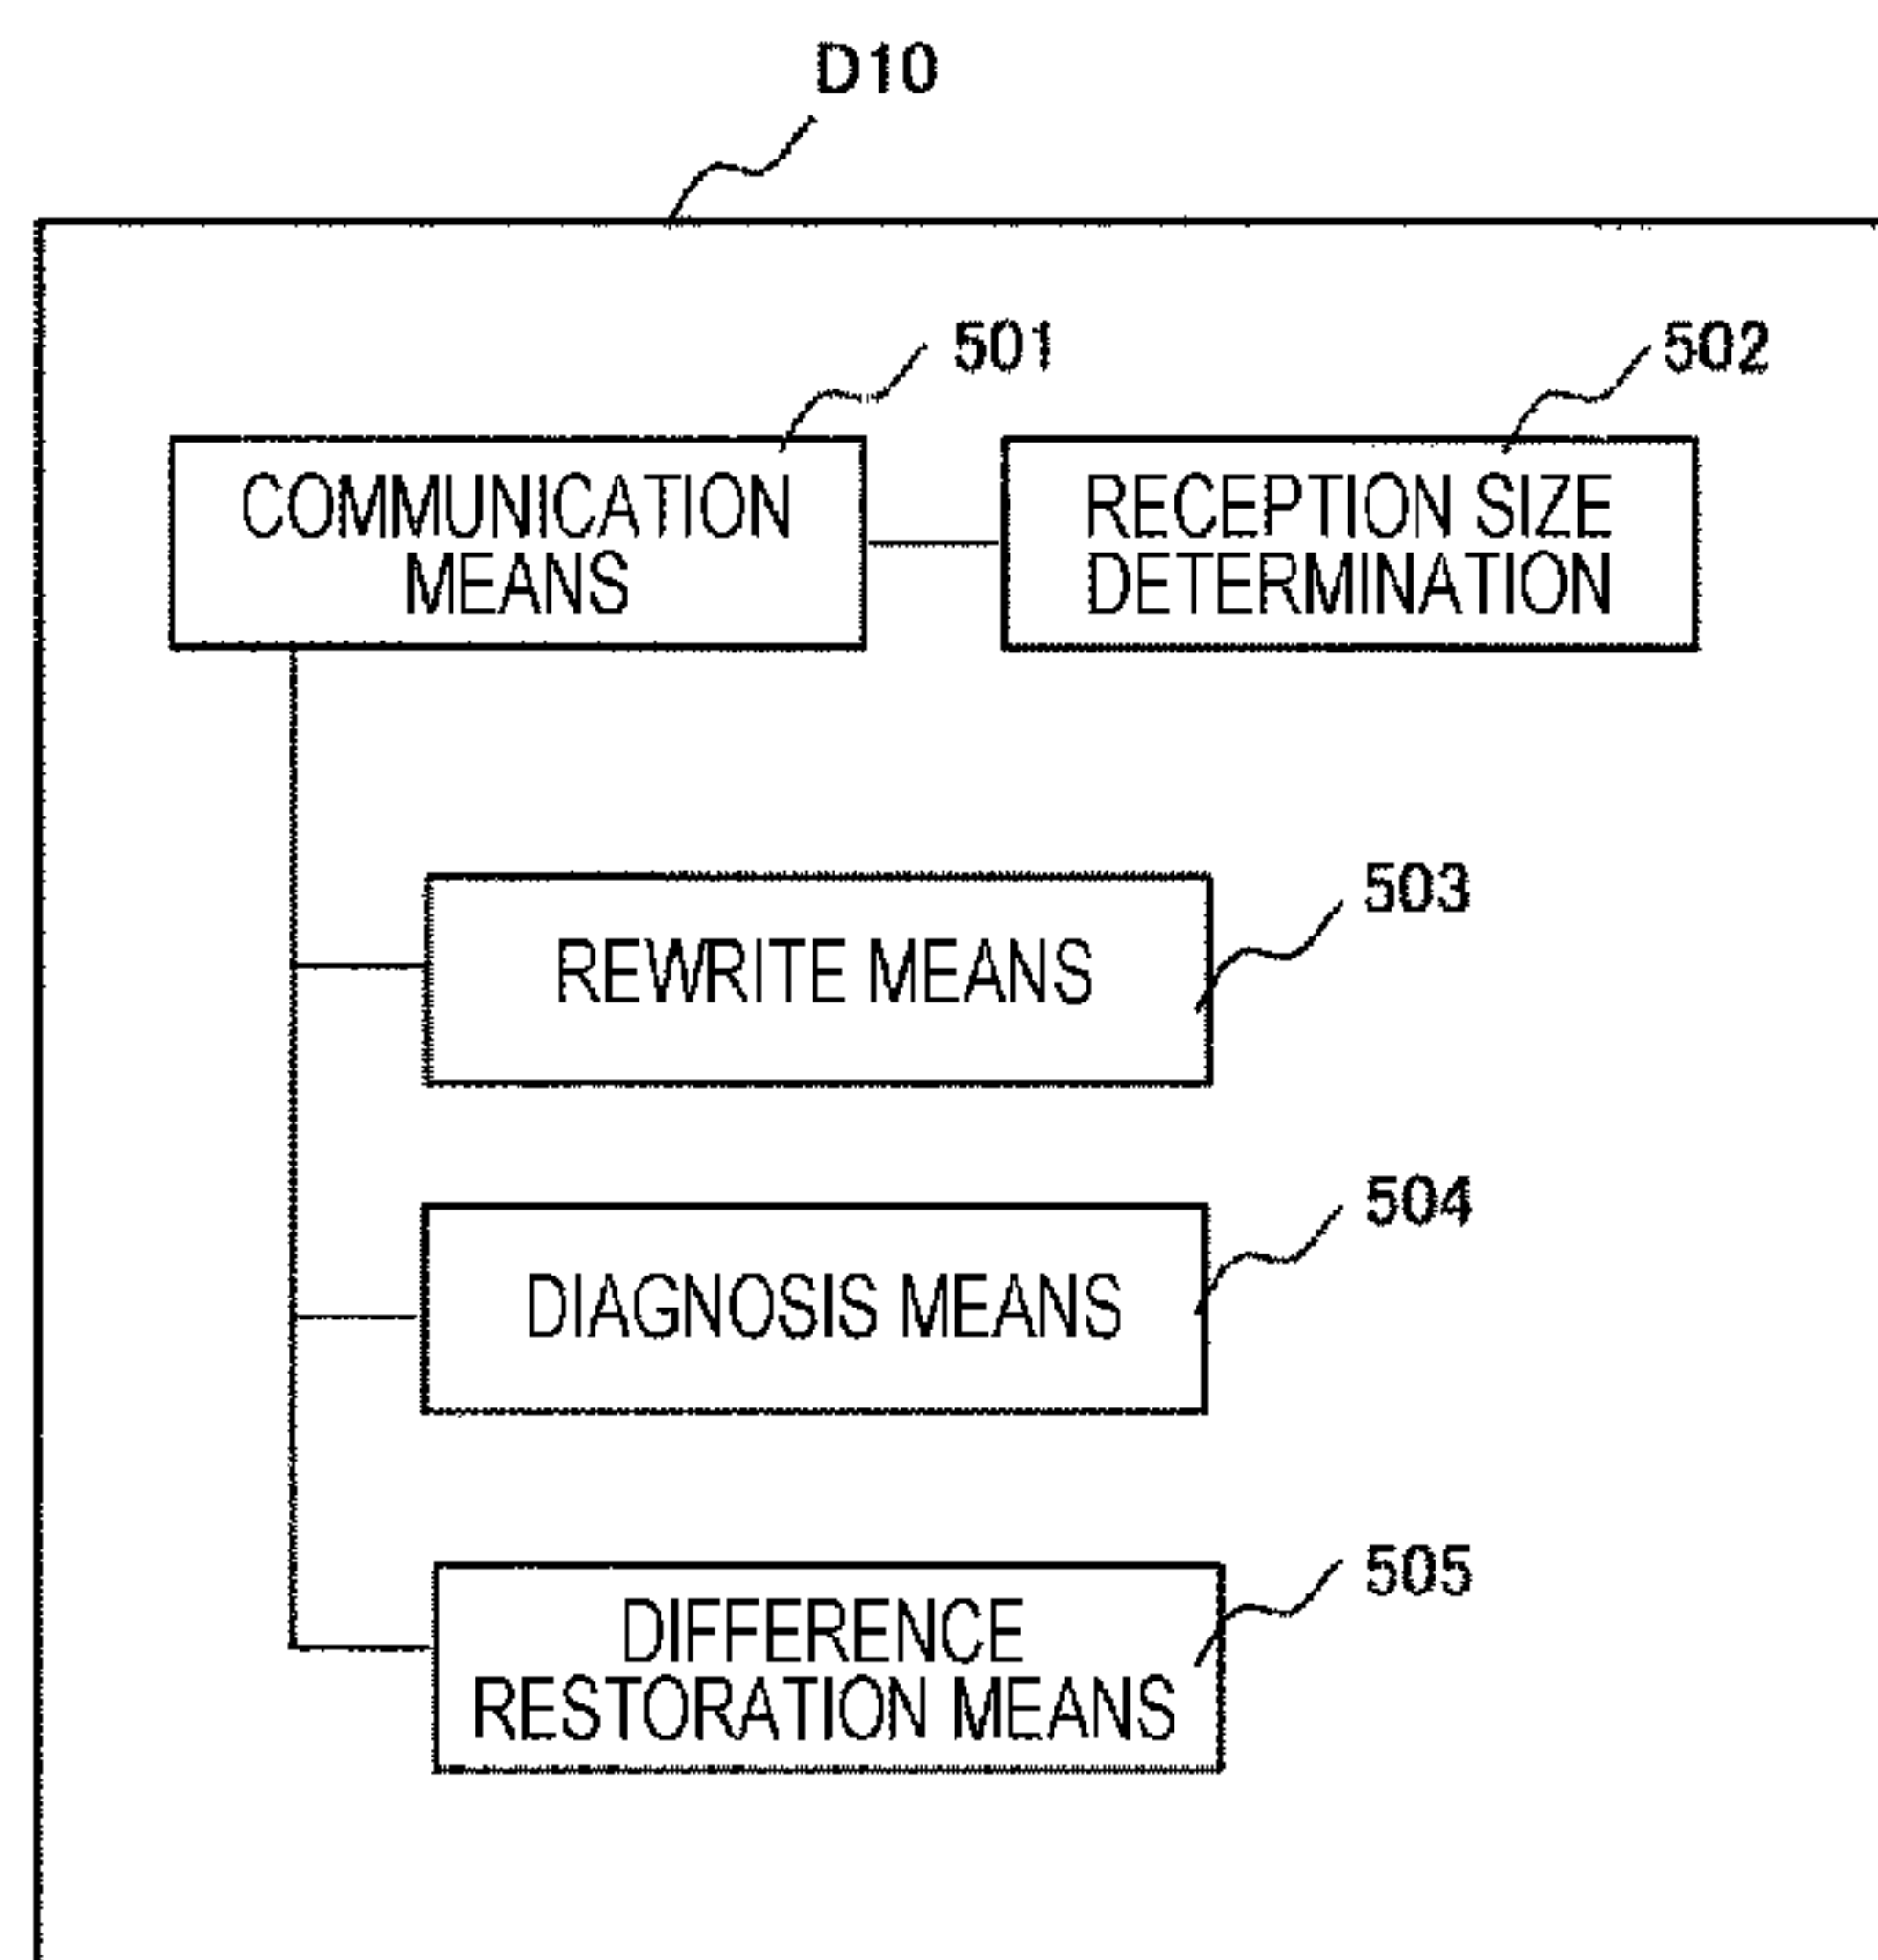 D10
501
502
COMMUNICATION
MEANS
RECEPTION SIZE
DETERMINATION
503
REWRITE MEANS
504
DIAGNOSIS MEANS
505
DIFFERENCE
RESTORATION MEANS